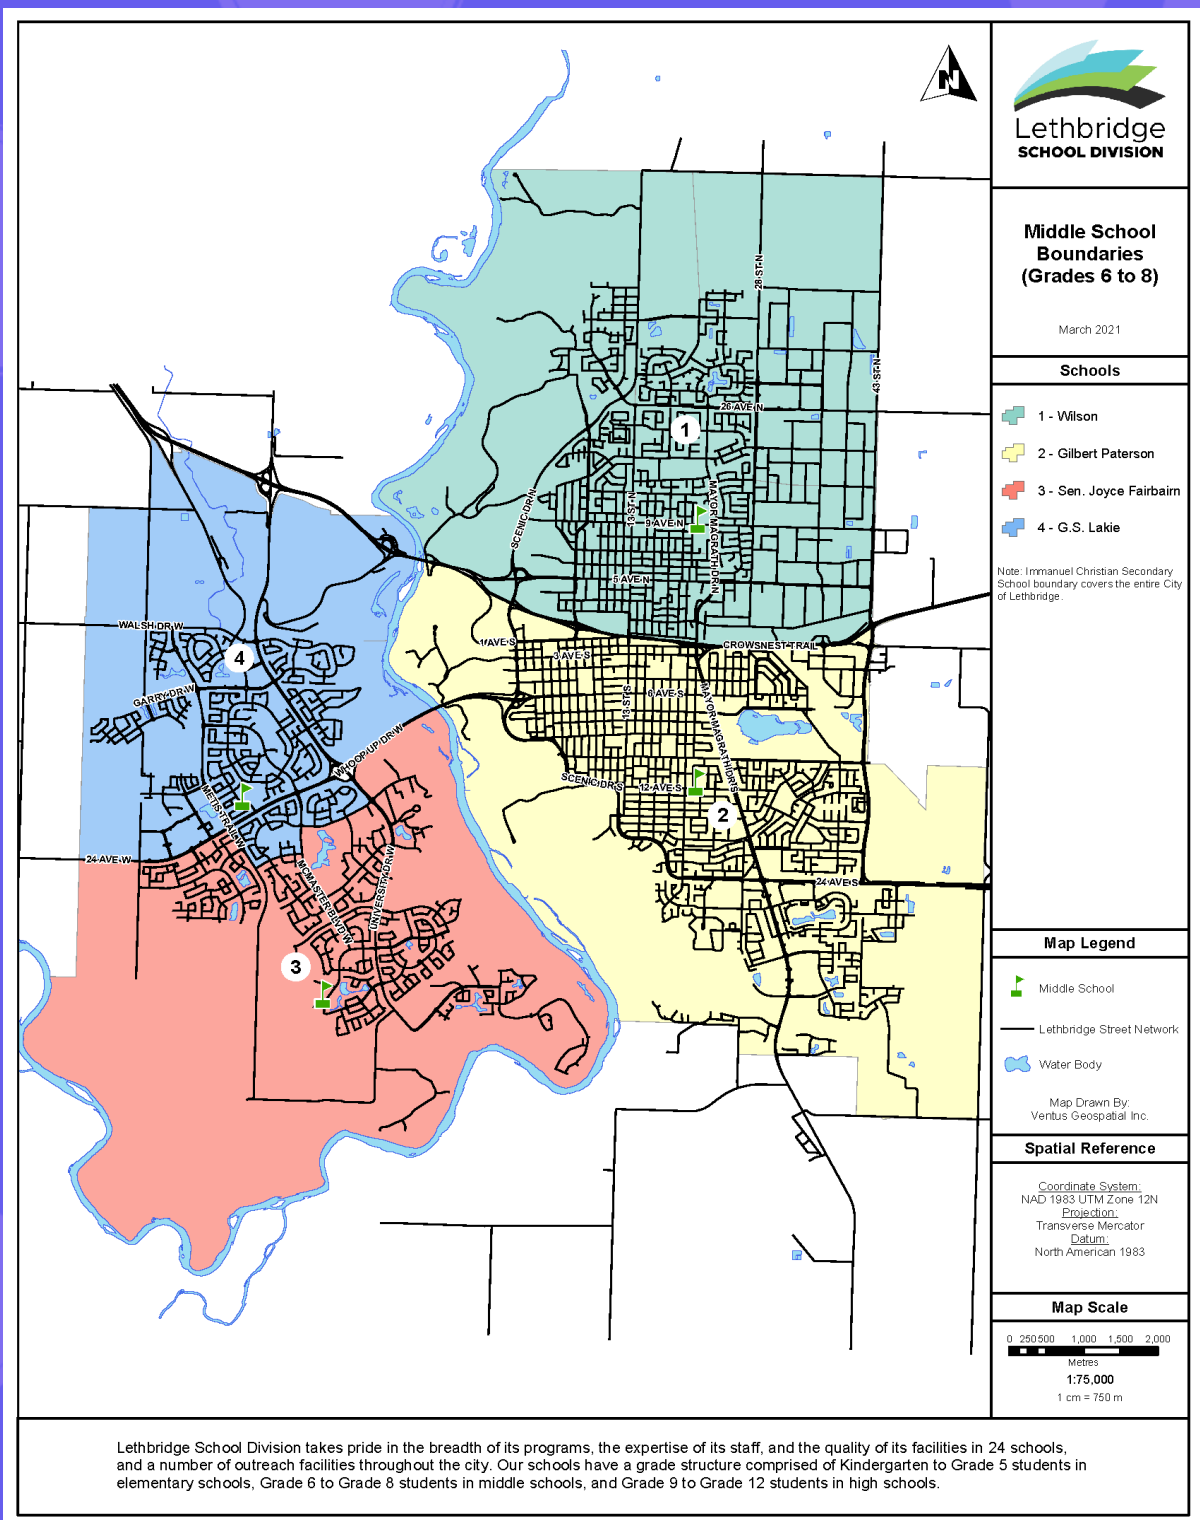 N
Lethbridge
SCHOOL DIVISION
Middle School
Boundaries
(Grades 6 to 8)
March 2021
Schools
1 - Wilson
2 - Gilbert Paterson
3 - Sen. Joyce Fairbairn
4 - G.S. Lakie
Note: Immanuel Christian Secondary
School boundary covers the entire City
of Lethbridge.
28 ST N
43 ST N
26 AVE N
1
SCENIC DR N
13 ST N
MAYOR MAGRATH DR N
9 AVE N
5 AVE N
WALSH DR W
4
GARRY DR W
1 AVE S
3 AVE S
CROWSNEST TRAIL
6 AVE S
13 ST S
MAYOR MAGRATH DR S
WHOOP-UP DR W
SCENIC DR S
12 AVE S
2
METIS TRAIL W
24 AVE W
MCMASTER BLVD W
UNIVERSITY DR W
24 AVE S
3
Map Legend
Middle School
Lethbridge Street Network
Water Body
Map Drawn By:
Ventus Geospatial Inc.
Spatial Reference
Coordinate System:
NAD 1983 UTM Zone 12N
Projection:
Transverse Mercator
Datum:
North American 1983
Map Scale
0 250 500 1,000 1,500 2,000
Metres
1:75,000
1 cm = 750 m
Lethbridge School Division takes pride in the breadth of its programs, the expertise of its staff, and the quality of its facilities in 24 schools,
and a number of outreach facilities throughout the city. Our schools have a grade structure comprised of Kindergarten to Grade 5 students in
elementary schools, Grade 6 to Grade 8 students in middle schools, and Grade 9 to Grade 12 students in high schools.